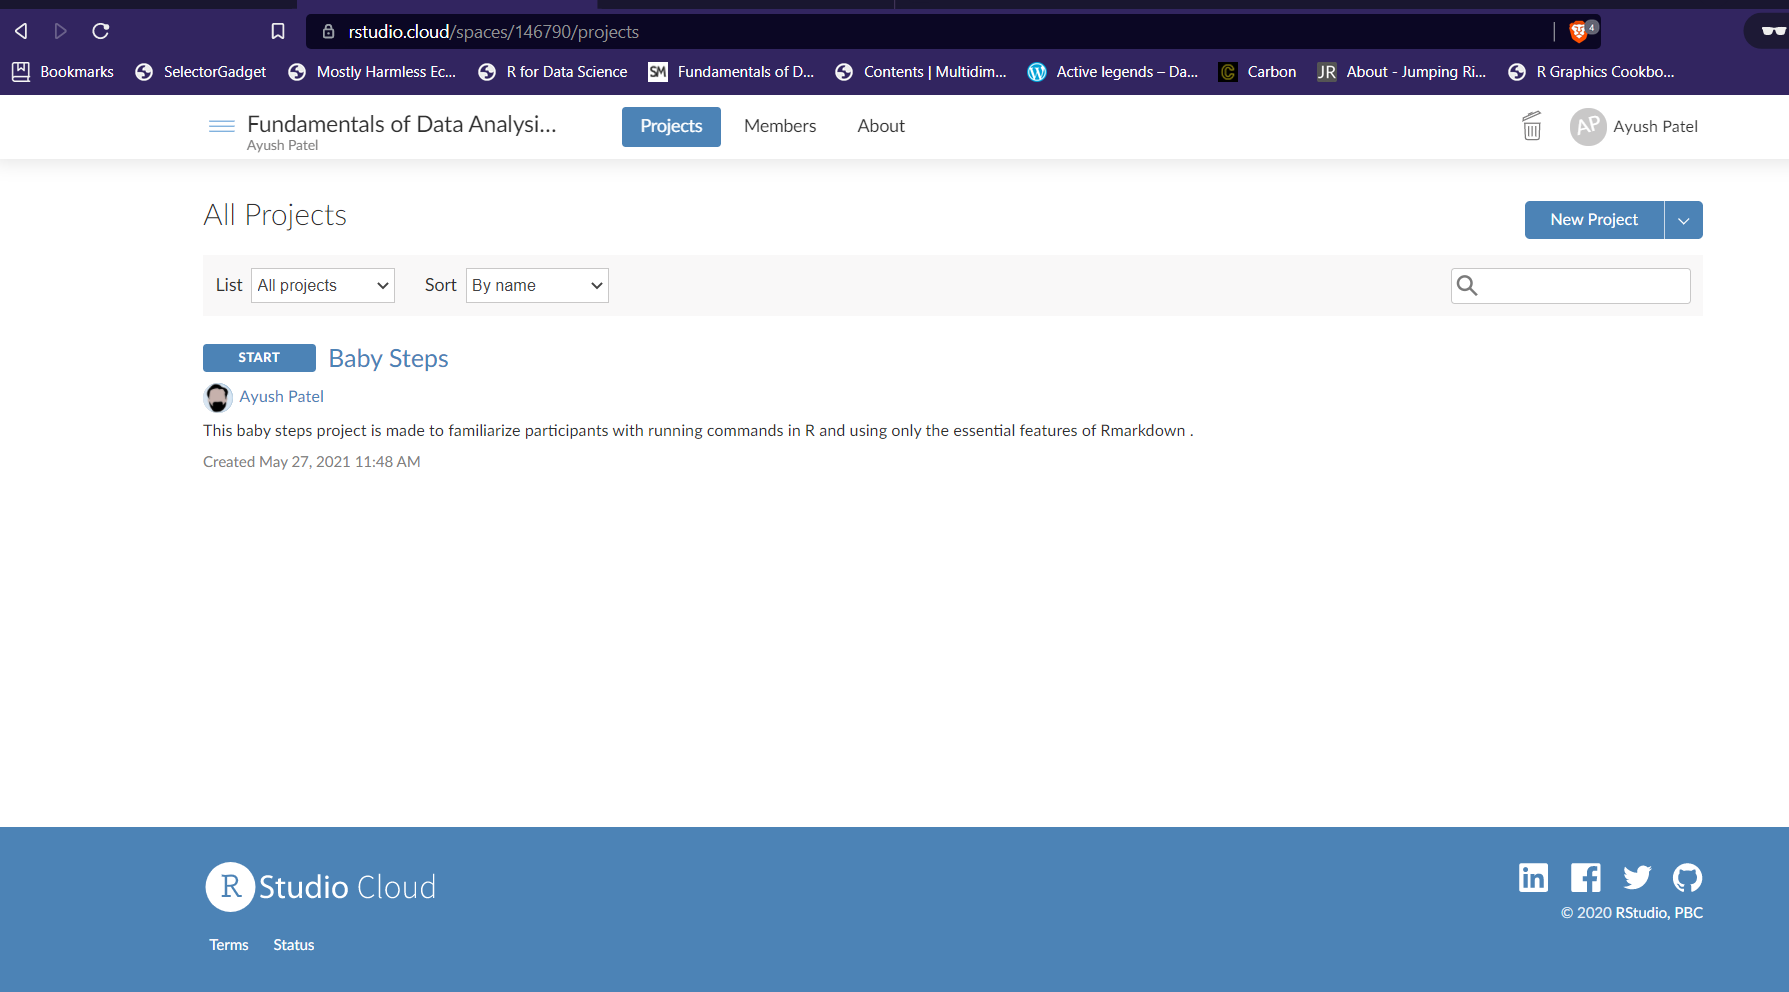 rstudio.cloud/spaces/146790/projects 4
Bookmarks SelectorGadget Mostly Harmless Ec... R for Data Science SM Fundamentals of D... Contents | Multidim... Active legends – Da... C Carbon JR About - Jumping Ri... R Graphics Cookbo...
Fundamentals of Data Analysi... Projects Members About AP Ayush Patel
Ayush Patel
All Projects
New Project
List All projects Sort By name
START Baby Steps
Ayush Patel
This baby steps project is made to familiarize participants with running commands in R and using only the essential features of Rmarkdown .
Created May 27, 2021 11:48 AM
R Studio Cloud
© 2020 RStudio, PBC
Terms Status